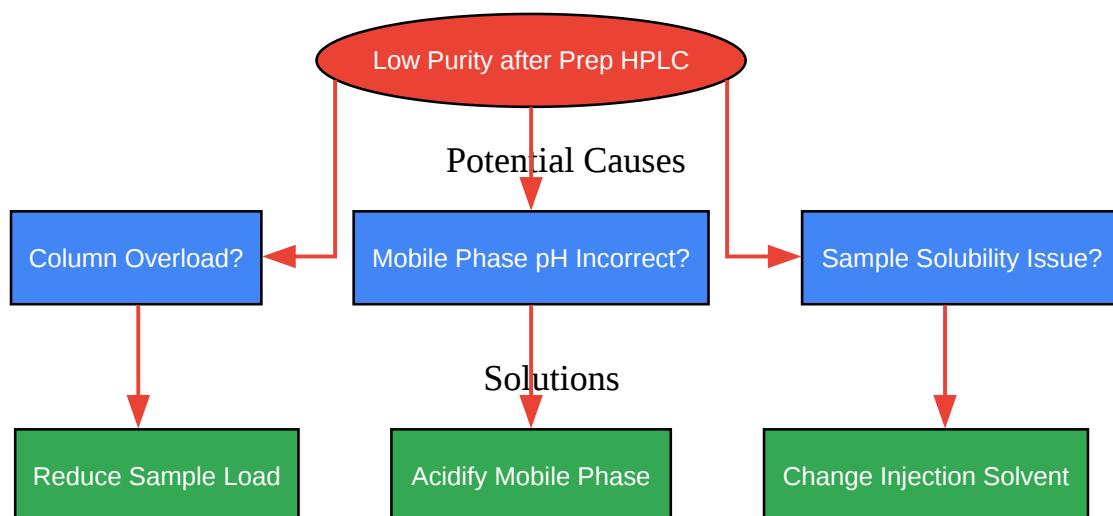 Low Purity after Prep HPLC
Potential Causes
Column Overload?
Mobile Phase pH Incorrect?
Sample Solubility Issue?
Solutions
Reduce Sample Load
Acidify Mobile Phase
Change Injection Solvent